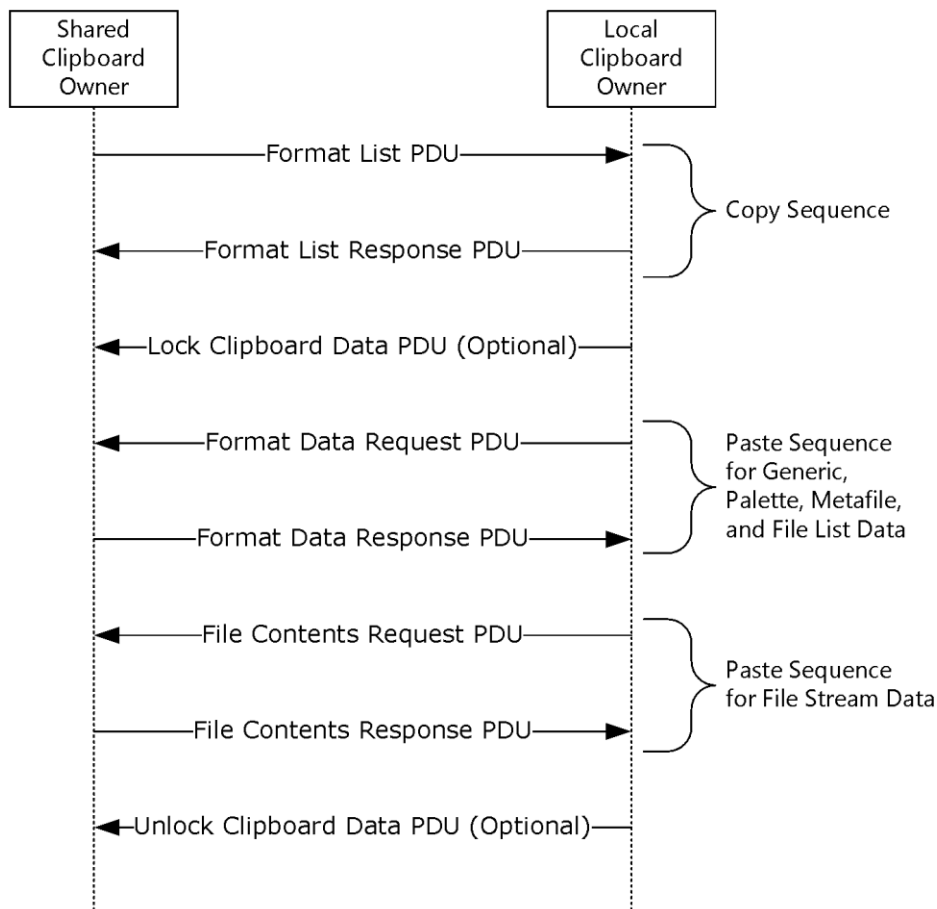 Shared
Clipboard
Owner
Local
Clipboard
Owner
Format List PDU
Copy Sequence
Format List Response PDU
Lock Clipboard Data PDU (Optional)
Format Data Request PDU
Paste Sequence
for Generic,
Palette, Metafile,
and File List Data
Format Data Response PDU
File Contents Request PDU
Paste Sequence
for File Stream Data
File Contents Response PDU
Unlock Clipboard Data PDU (Optional)